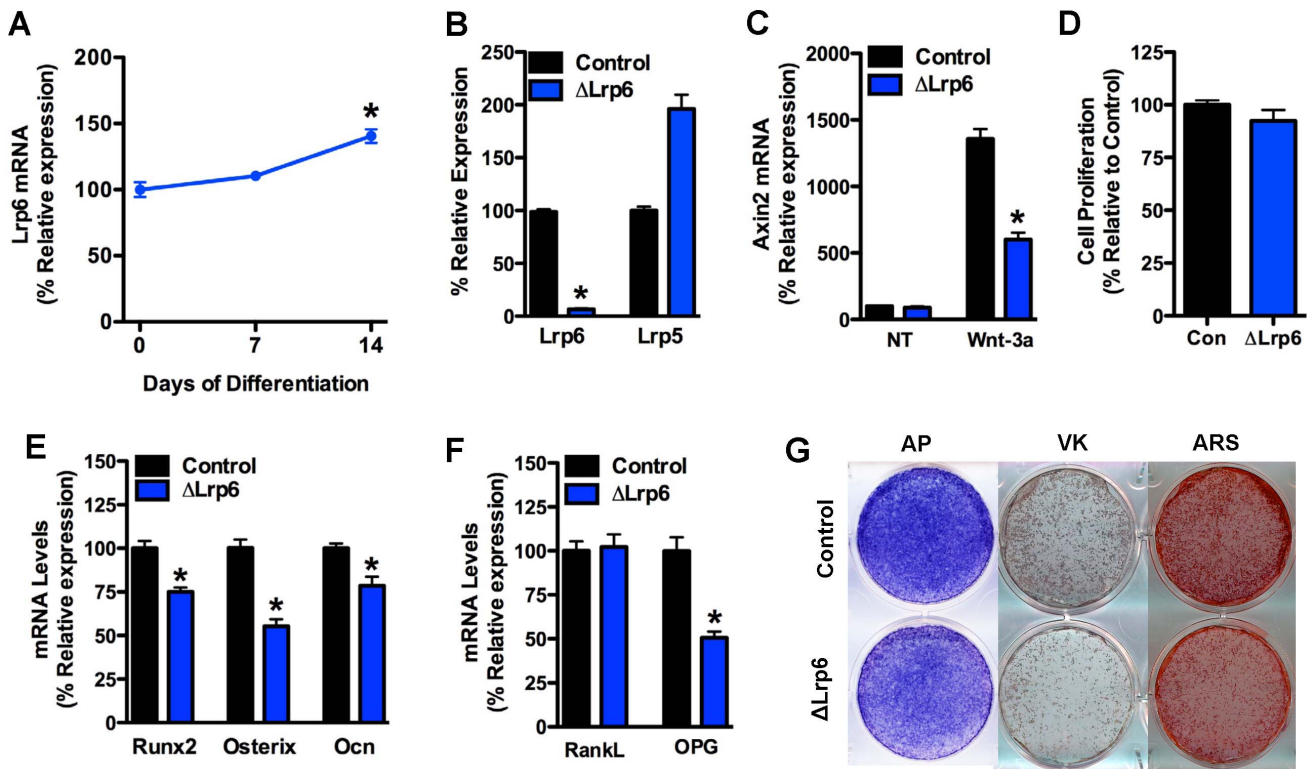 A
Lrp6 mRNA
(% Relative expression)
200
150
100
50
0
*
0 7 14
Days of Differentiation
B
% Relative Expression
250
200
150
100
50
0
Control
ΔLrp6
*
Lrp6 Lrp5
C
Axin2 mRNA
(% Relative expression)
2000
1500
1000
500
0
Control
ΔLrp6
*
NT Wnt-3a
D
Cell Proliferation
(% Relative to Control)
125
100
75
50
25
0
Con ΔLrp6
E
mRNA Levels
(% Relative expression)
150
125
100
75
50
25
0
Control
ΔLrp6
* * *
Runx2 Osterix Ocn
F
mRNA Levels
(% Relative expression)
150
125
100
75
50
25
0
Control
ΔLrp6
*
RankL OPG
G
AP VK ARS
Control
ΔLrp6